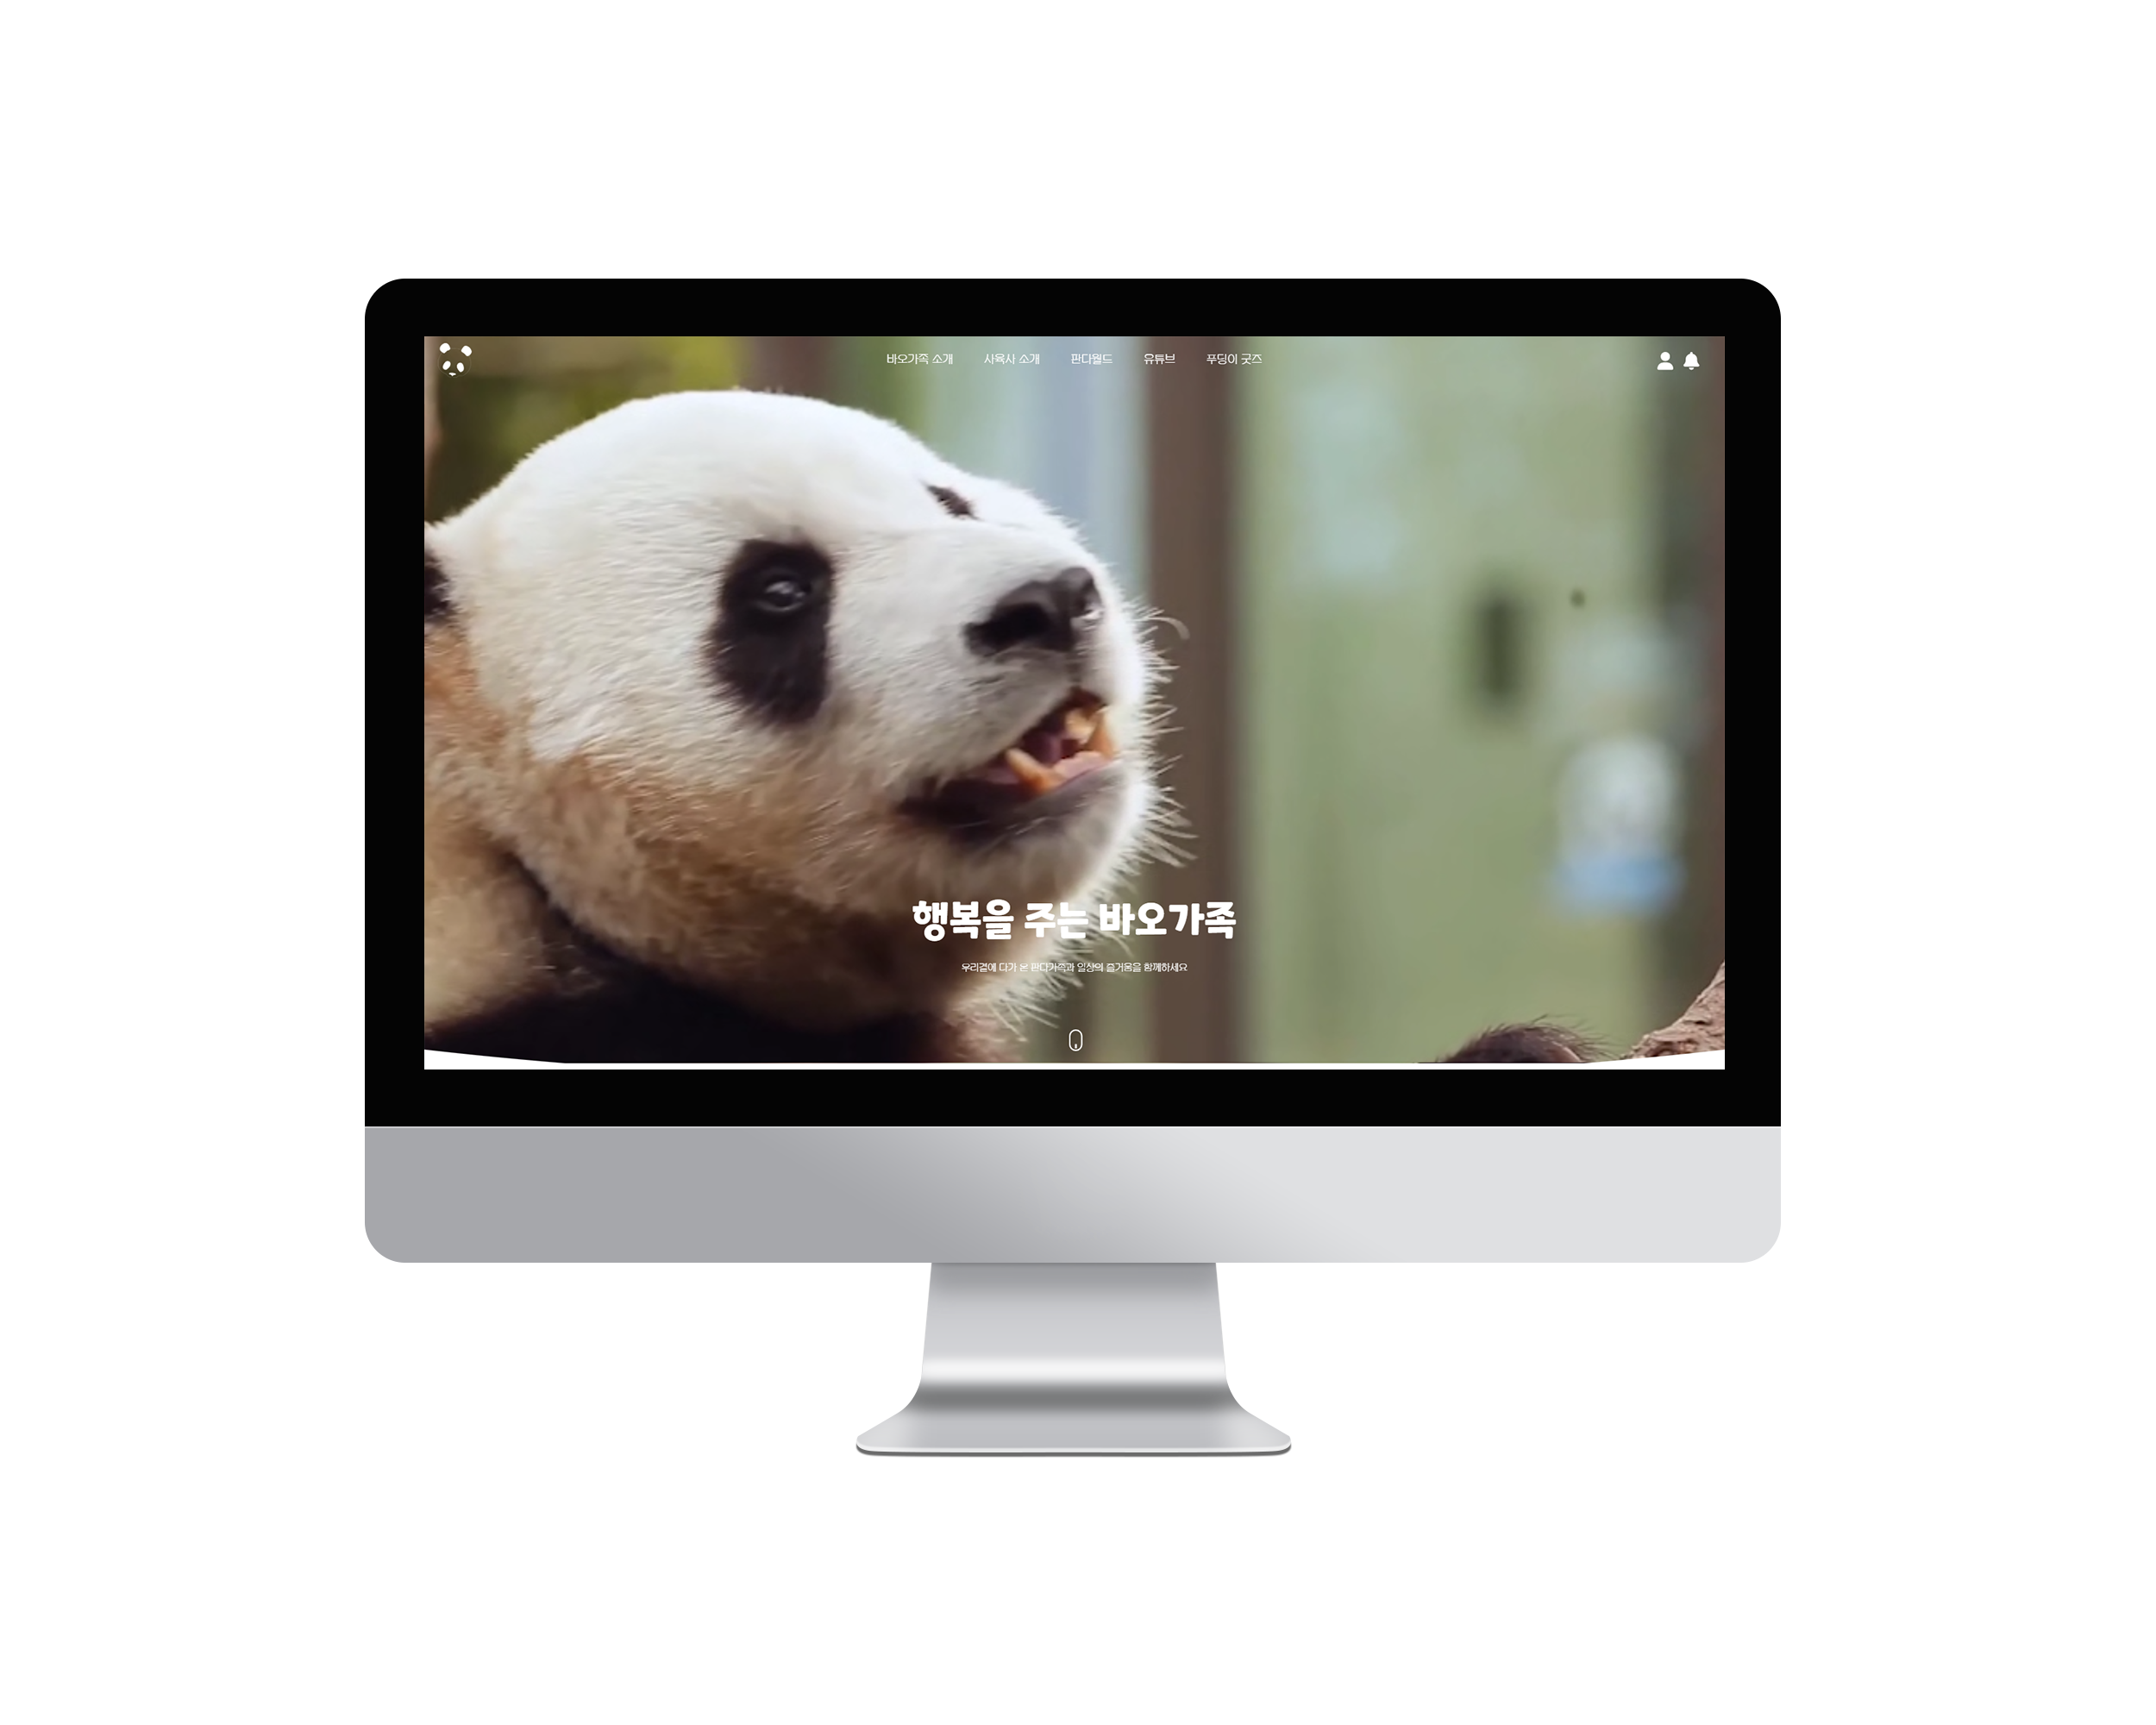 바오가족 소개 사육사 소개 판다월드 유튜브 푸딩이 굿즈
행복을 주는 바오가족
우리곁에 다가 온 판다가족과 일상의 즐거움을 함께하세요